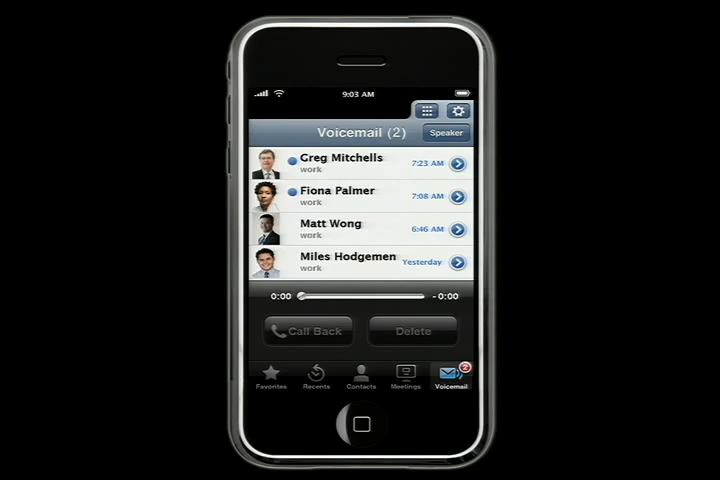 9:03 AM
Voicemail (2)
Speaker
Greg Mitchells
work
7:23 AM
Fiona Palmer
work
7:08 AM
Matt Wong
work
6:46 AM
Miles Hodgemen
work
Yesterday
0:00
- 0:00
Call Back
Delete
2
Favorites
Recents
Contacts
Meetings
Voicemail